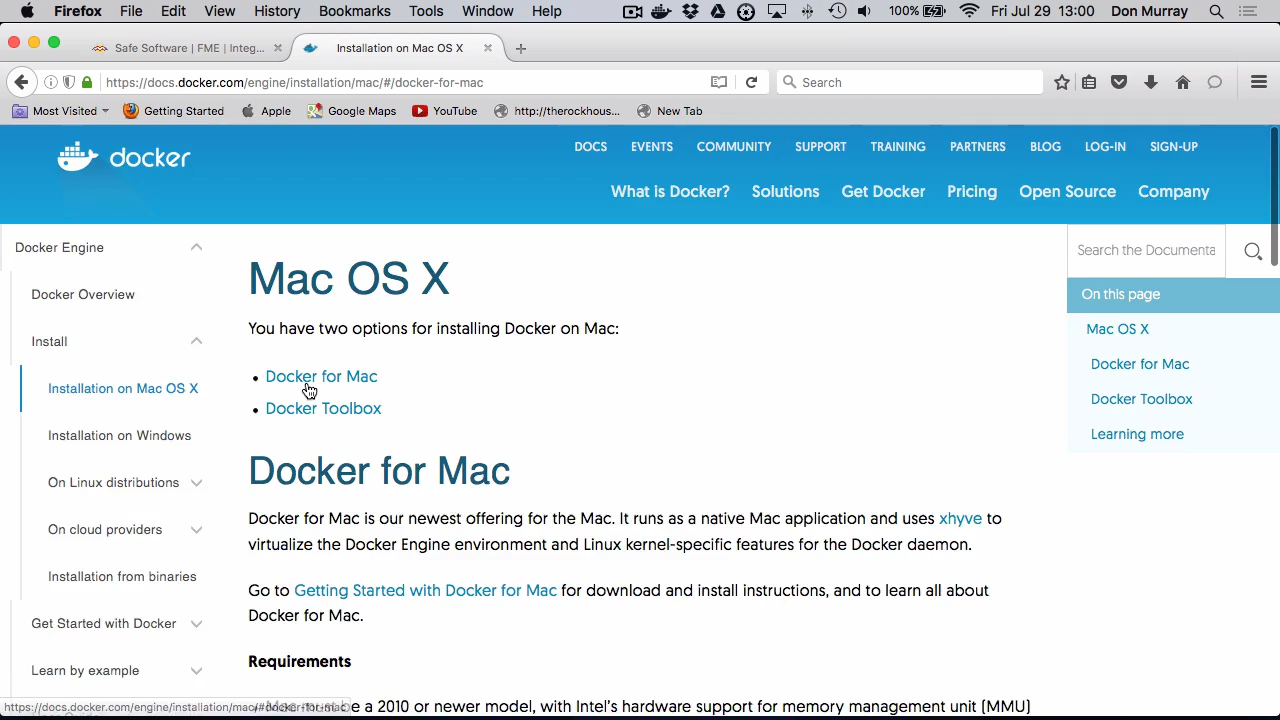 Firefox File Edit View History Bookmarks Tools Window Help 100% Fri Jul 29 13:00 Don Murray
Safe Software | FME | Integ... Installation on Mac OS X
https://docs.docker.com/engine/installation/mac/#/docker-for-mac Search
Most Visited Getting Started Apple Google Maps YouTube http://therockhous... New Tab
docker
DOCS EVENTS COMMUNITY SUPPORT TRAINING PARTNERS BLOG LOG-IN SIGN-UP
What is Docker? Solutions Get Docker Pricing Open Source Company
Docker Engine
Docker Overview
Install
Installation on Mac OS X
Installation on Windows
On Linux distributions
On cloud providers
Installation from binaries
Get Started with Docker
Learn by example
Mac OS X
You have two options for installing Docker on Mac:
• Docker for Mac
• Docker Toolbox
Docker for Mac
Docker for Mac is our newest offering for the Mac. It runs as a native Mac application and uses xhyve to
virtualize the Docker Engine environment and Linux kernel-specific features for the Docker daemon.
Go to Getting Started with Docker for Mac for download and install instructions, and to learn all about
Docker for Mac.
Requirements
e a 2010 or newer model, with Intel's hardware support for memory management unit (MMU)
Search the Documenta
On this page
Mac OS X
Docker for Mac
Docker Toolbox
Learning more
https://docs.docker.com/engine/installation/mac/#docker-for-mac